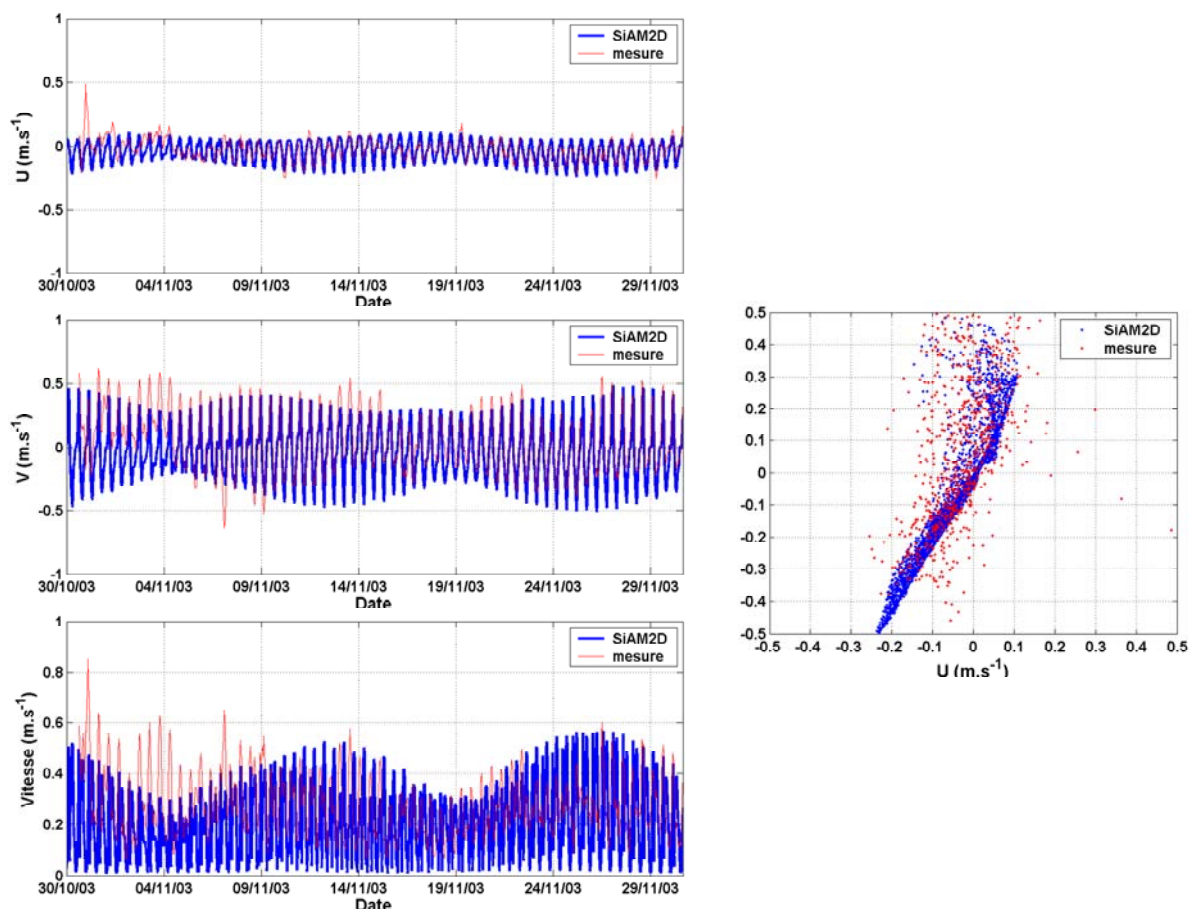 1
0.5
0
-0.5
-1
U (m.s-1)
SiAM2D
mesure
30/10/03 04/11/03 09/11/03 14/11/03 19/11/03 24/11/03 29/11/03
Date
1
0.5
0
-0.5
-1
V (m.s-1)
SiAM2D
mesure
30/10/03 04/11/03 09/11/03 14/11/03 19/11/03 24/11/03 29/11/03
Date
1
0.8
0.6
0.4
0.2
0
Vitesse (m.s-1)
SiAM2D
mesure
30/10/03 04/11/03 09/11/03 14/11/03 19/11/03 24/11/03 29/11/03
Date
0.5
0.4
0.3
0.2
0.1
0
-0.1
-0.2
-0.3
-0.4
-0.5
SiAM2D
mesure
-0.5 -0.4 -0.3 -0.2 -0.1 0 0.1 0.2 0.3 0.4 0.5
U (m.s-1)